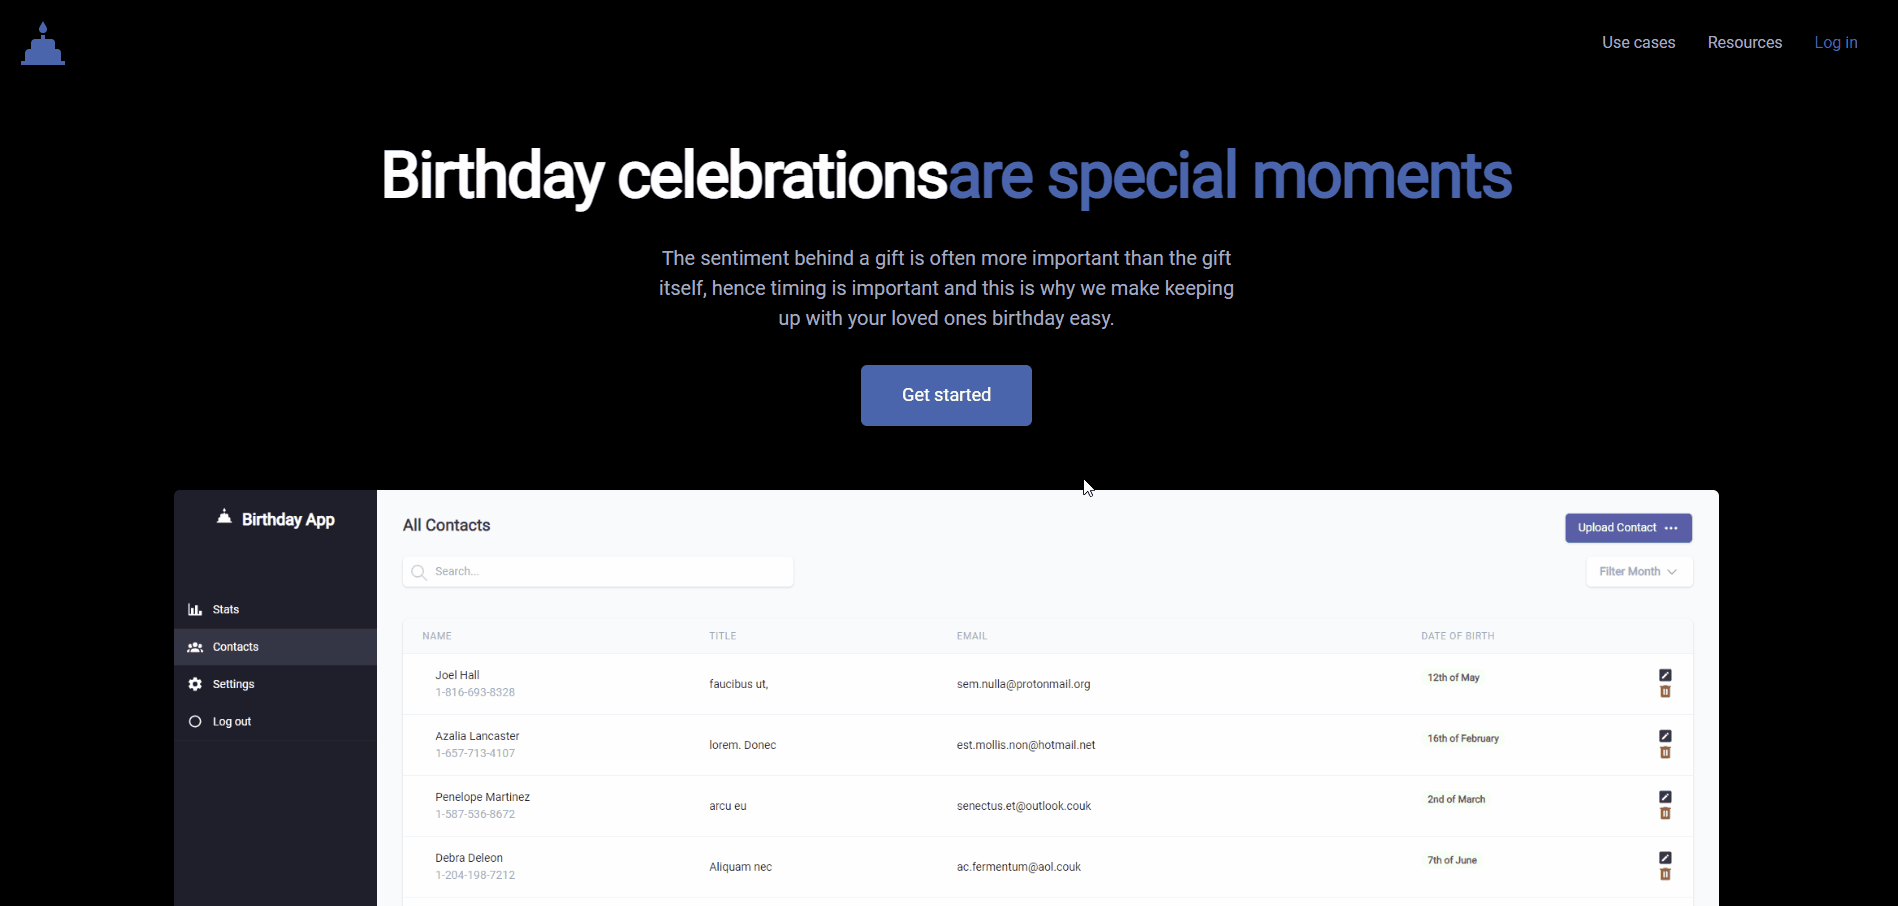 Use cases Resources Log in
Birthday celebrationsare special moments
The sentiment behind a gift is often more important than the gift
itself, hence timing is important and this is why we make keeping
up with your loved ones birthday easy.
Get started
Birthday App
Stats
Contacts
Settings
Log out
All Contacts
Upload Contact
Search...
Filter Month
NAME TITLE EMAIL DATE OF BIRTH
Joel Hall
1-816-693-8328
faucibus ut,
sem.nulla@protonmail.org
12th of May
Azalia Lancaster
1-657-713-4107
lorem. Donec
est.mollis.non@hotmail.net
16th of February
Penelope Martinez
1-587-536-8672
arcu eu
senectus.et@outlook.couk
2nd of March
Debra Deleon
1-204-198-7212
Aliquam nec
ac.fermentum@aol.couk
7th of June